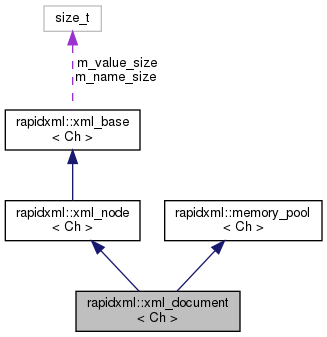 size_t
m_value_size
m_name_size
rapidxml::xml_base
< Ch >
rapidxml::xml_node
< Ch >
rapidxml::memory_pool
< Ch >
rapidxml::xml_document
< Ch >